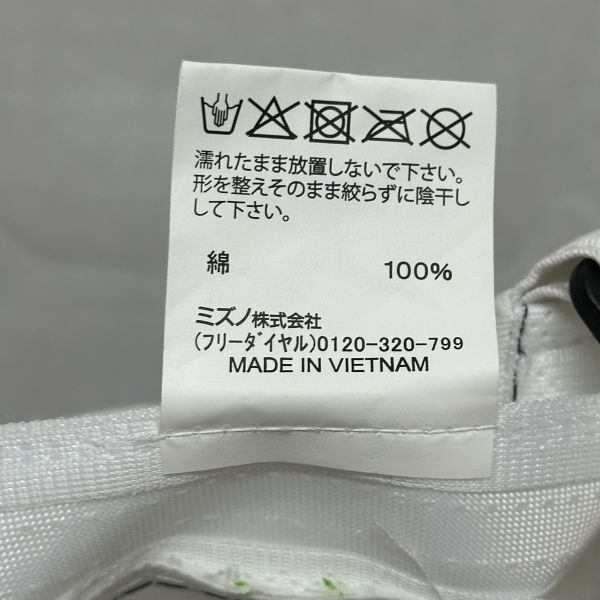 濡れたまま放置しないで下さい。
形を整えそのまま絞らずに陰干し
して下さい。
綿 100%
ミズノ株式会社
(フリーダイヤル)0120-320-799
MADE IN VIETNAM